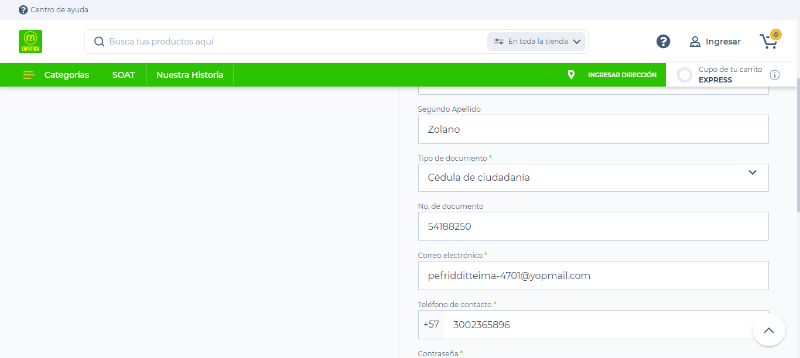 Centro de ayuda
Busca tus productos aquí
En toda la tienda
Ingresar
0
Categorías
SOAT
Nuestra Historia
INGRESAR DIRECCIÓN
Cupo de tu carrito
EXPRESS
Segundo Apellido
Zolano
Tipo de documento *
Cédula de ciudadanía
No. de documento
54188250
Correo electrónico *
pefridditteima-4701@yopmail.com
Teléfono de contacto *
+57 3002365896
Contraseña *